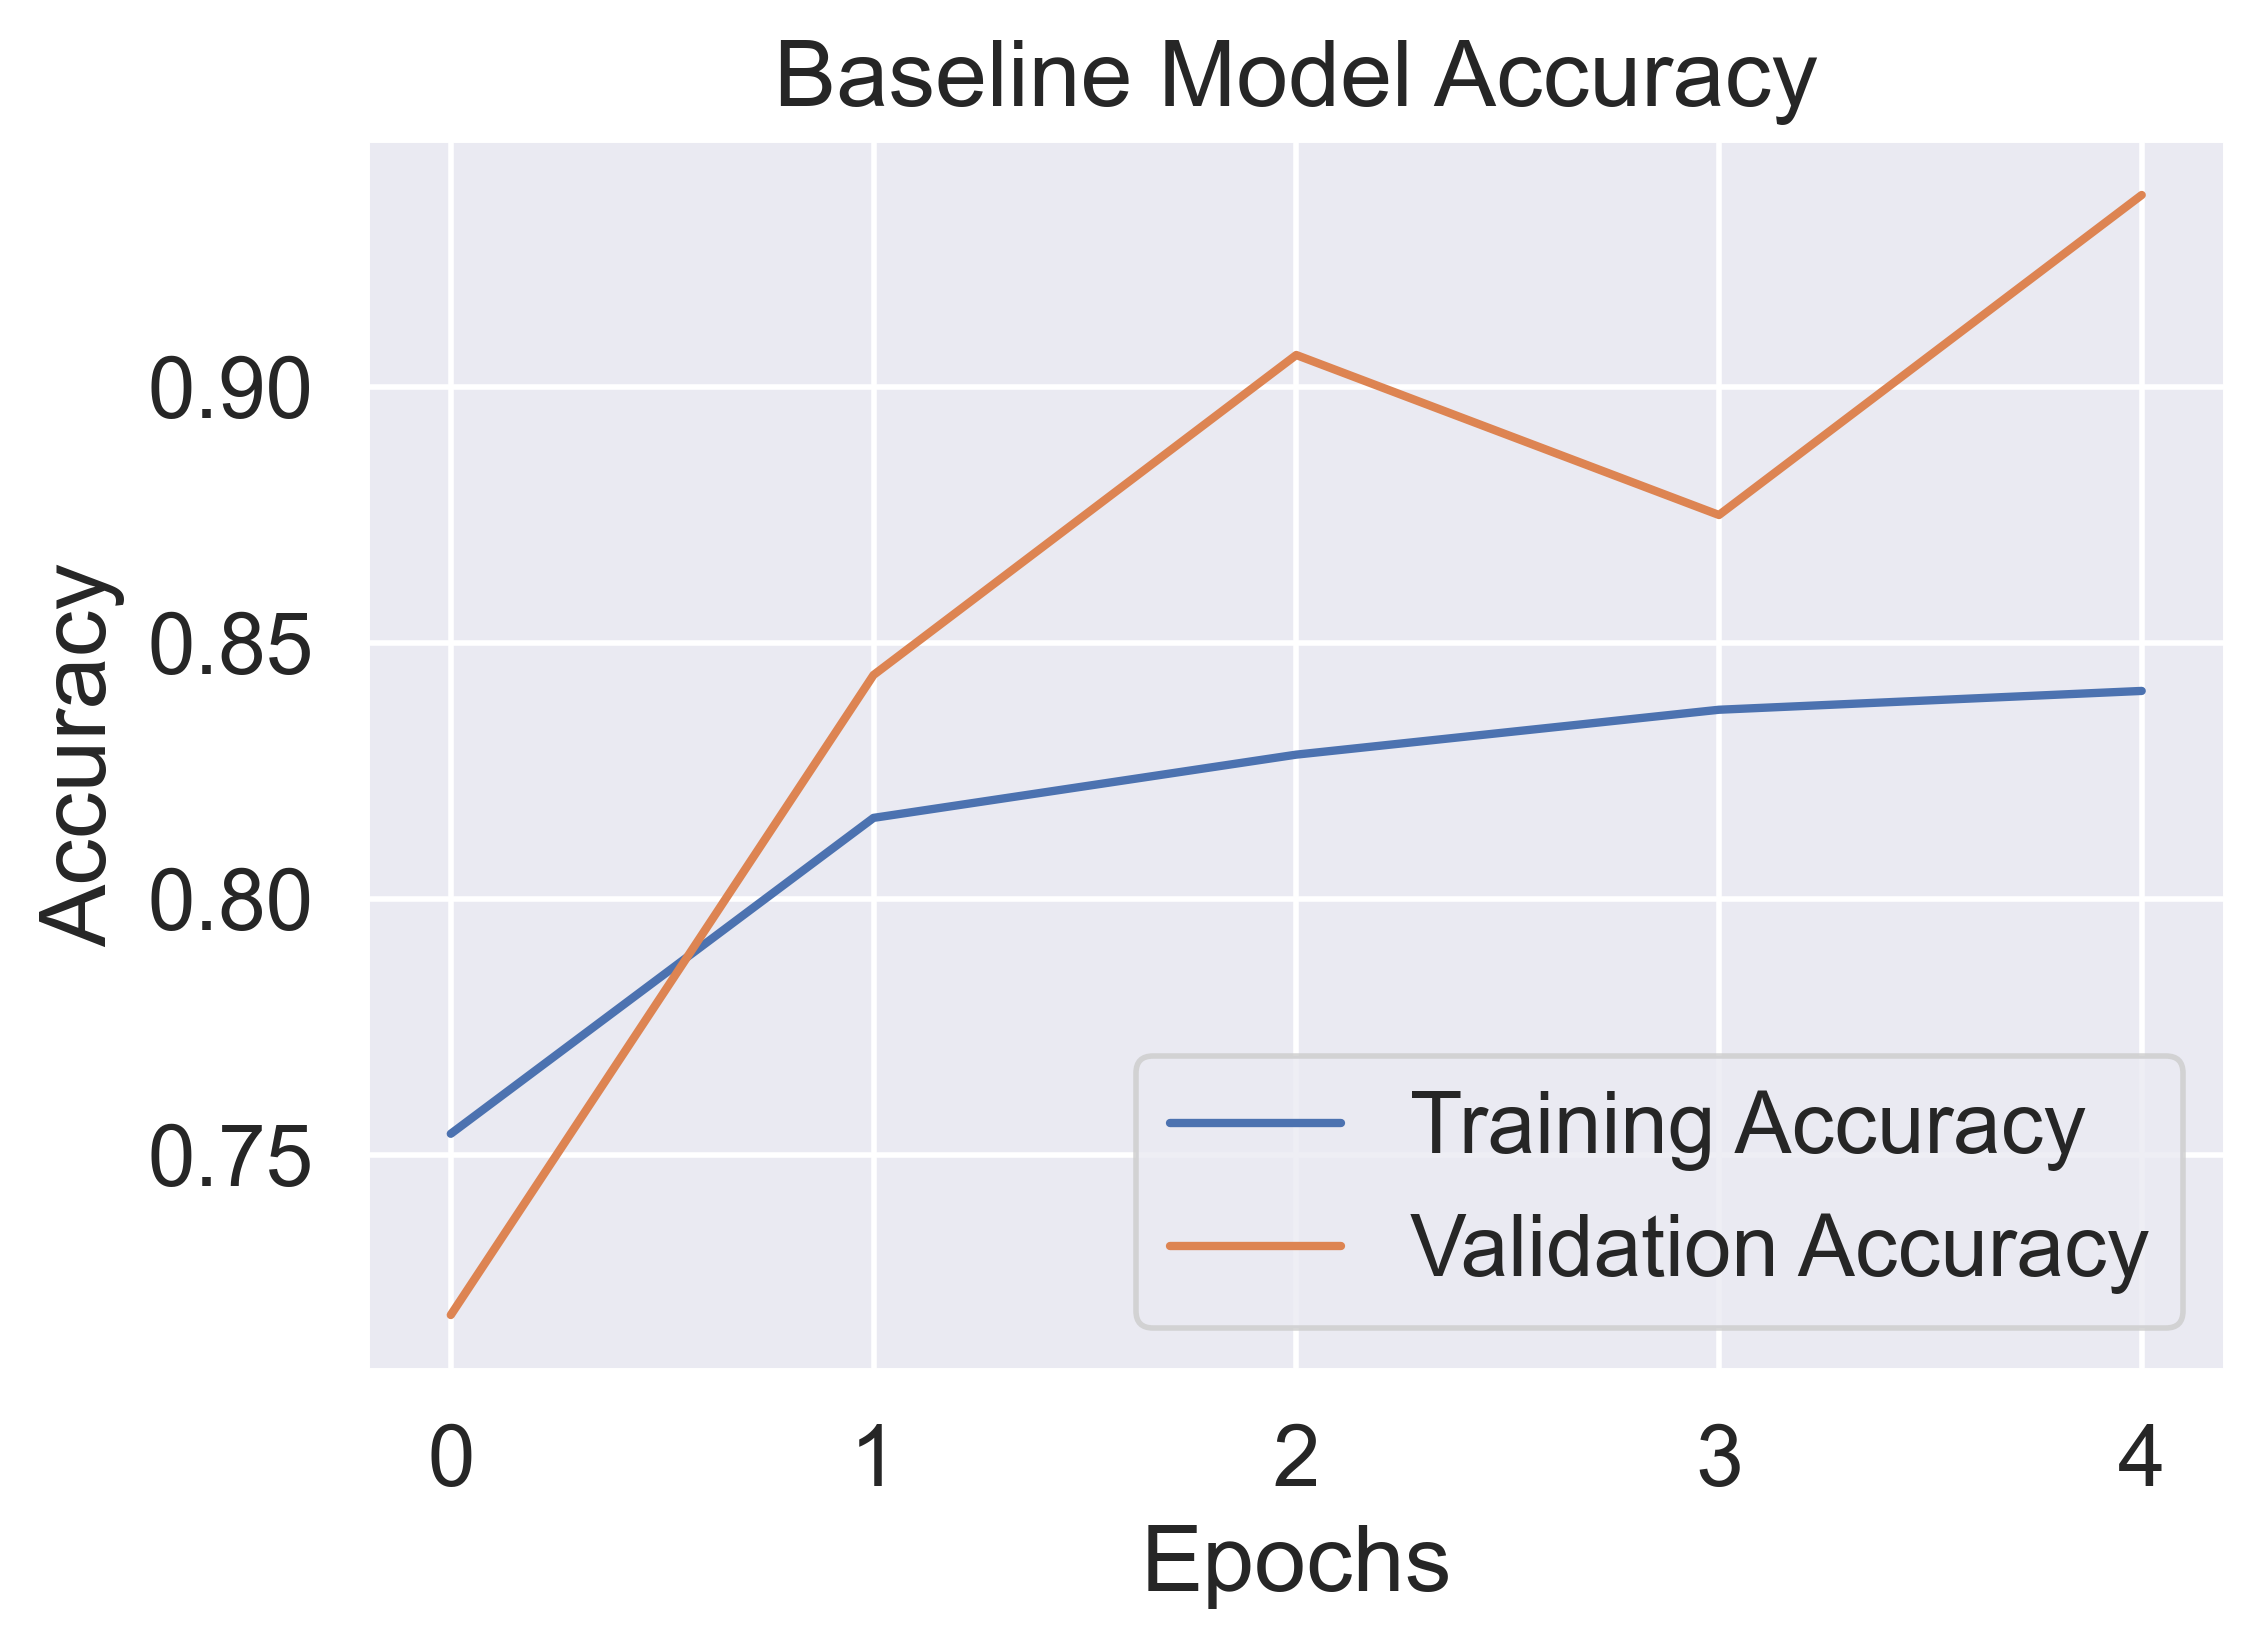 Baseline Model Accuracy
0.90
0.85
0.80
0.75
Accuracy
Training Accuracy
Validation Accuracy
0 1 2 3 4
Epochs